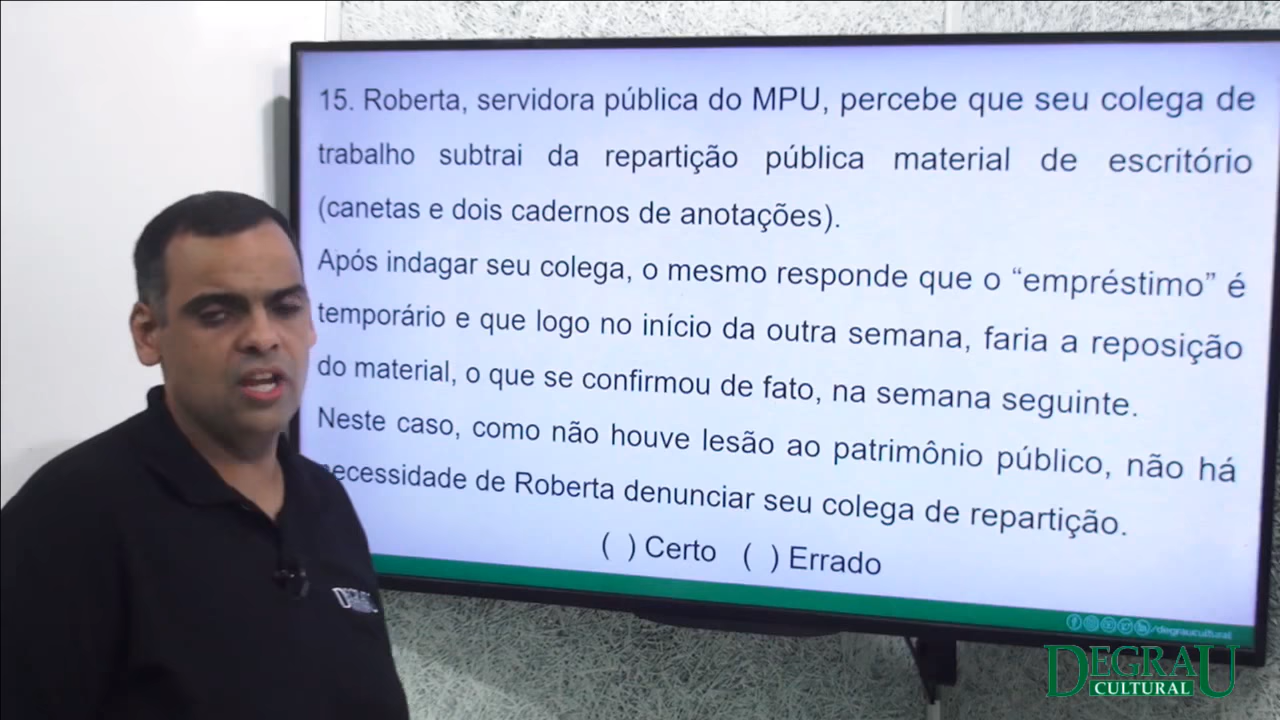 15. Roberta, servidora pública do MPU, percebe que seu colega de
trabalho subtrai da repartição pública material de escritório
(canetas e dois cadernos de anotações).
Após indagar seu colega, o mesmo responde que o “empréstimo” é
temporário e que logo no início da outra semana, faria a reposição
do material, o que se confirmou de fato, na semana seguinte.
Neste caso, como não houve lesão ao patrimônio público, não há
necessidade de Roberta denunciar seu colega de repartição.
( ) Certo ( ) Errado
/degraucultural
DEGRAU
CULTURAL